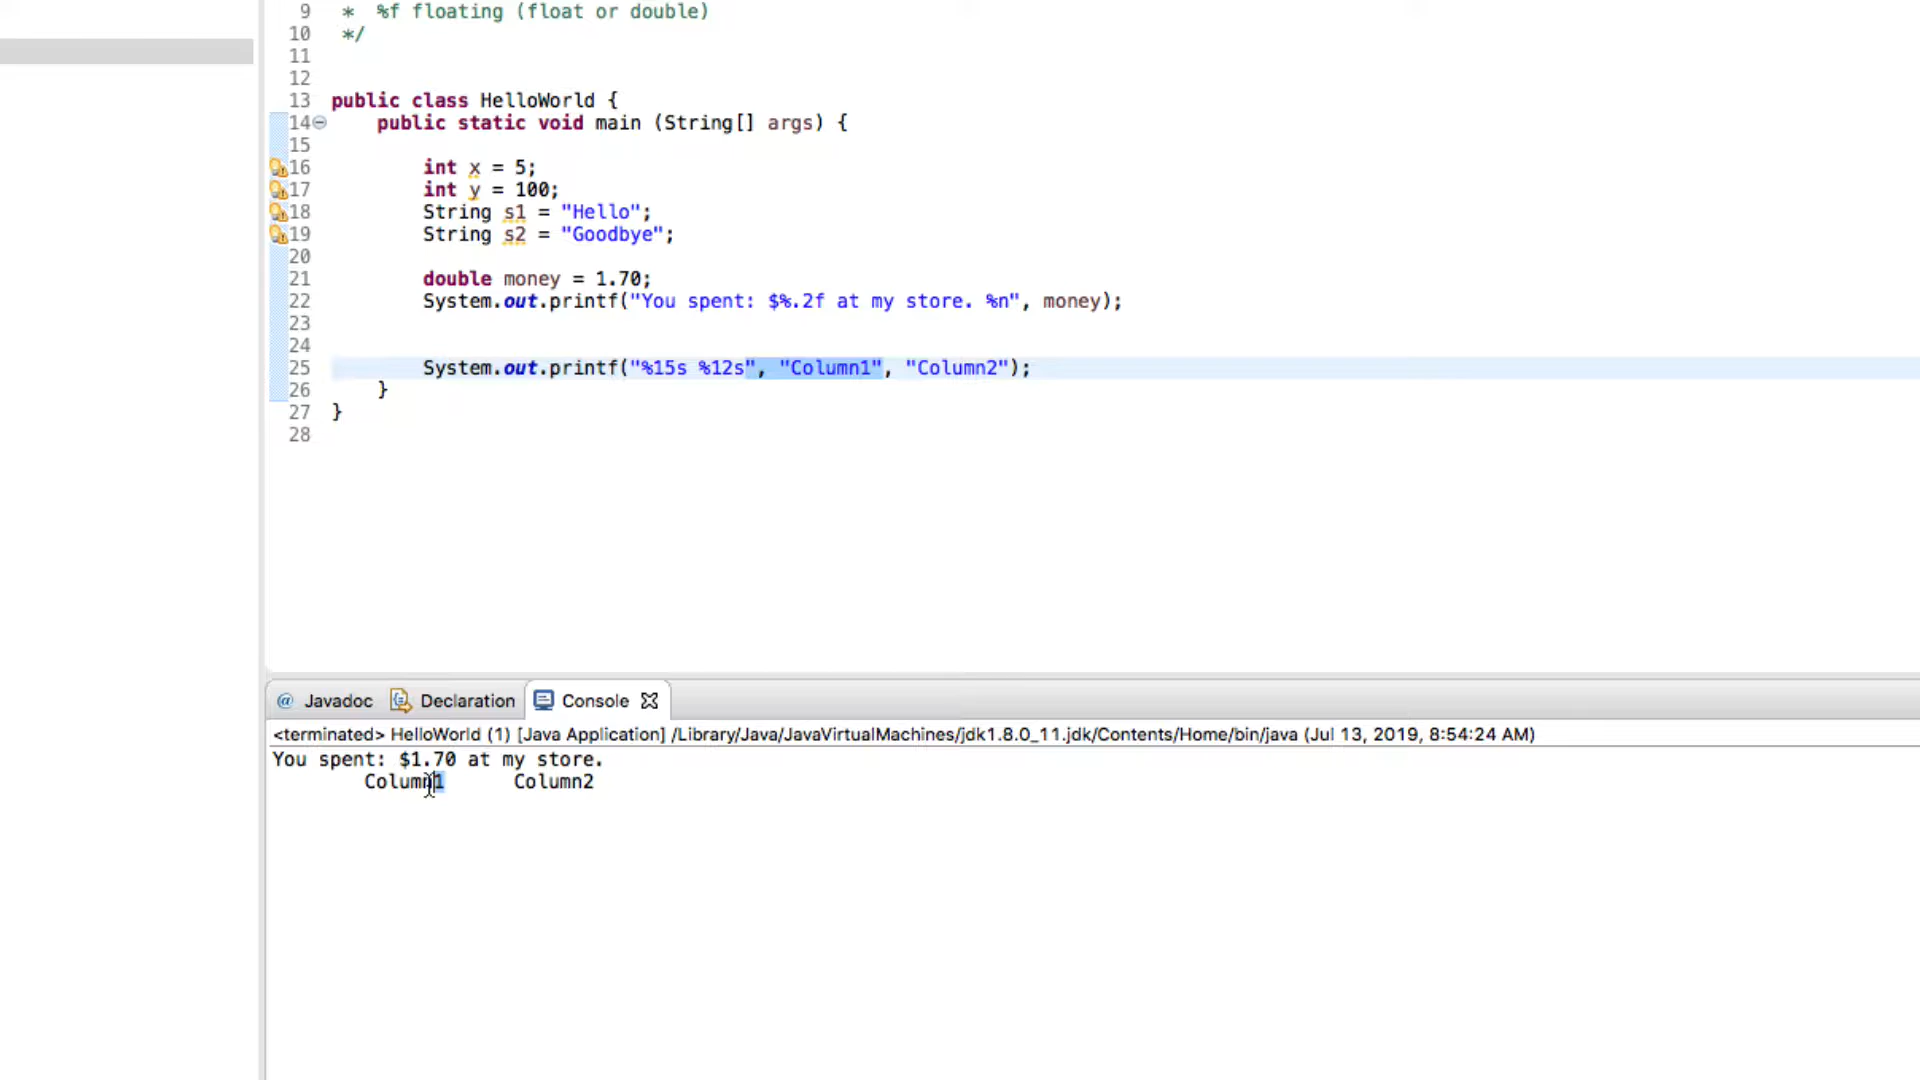 9 * %f floating (float or double)
10 */
11
12
13 public class HelloWorld {
14 public static void main (String[] args) {
15
16 int x = 5;
17 int y = 100;
18 String s1 = "Hello";
19 String s2 = "Goodbye";
20
21 double money = 1.70;
22 System.out.printf("You spent: $%.2f at my store. %n", money);
23
24
25 System.out.printf("%15s %12s", "Column1", "Column2");
26 }
27 }
28
@ Javadoc Declaration Console
<terminated> HelloWorld (1) [Java Application] /Library/Java/JavaVirtualMachines/jdk1.8.0_11.jdk/Contents/Home/bin/java (Jul 13, 2019, 8:54:24 AM)
You spent: $1.70 at my store.
Column1 Column2